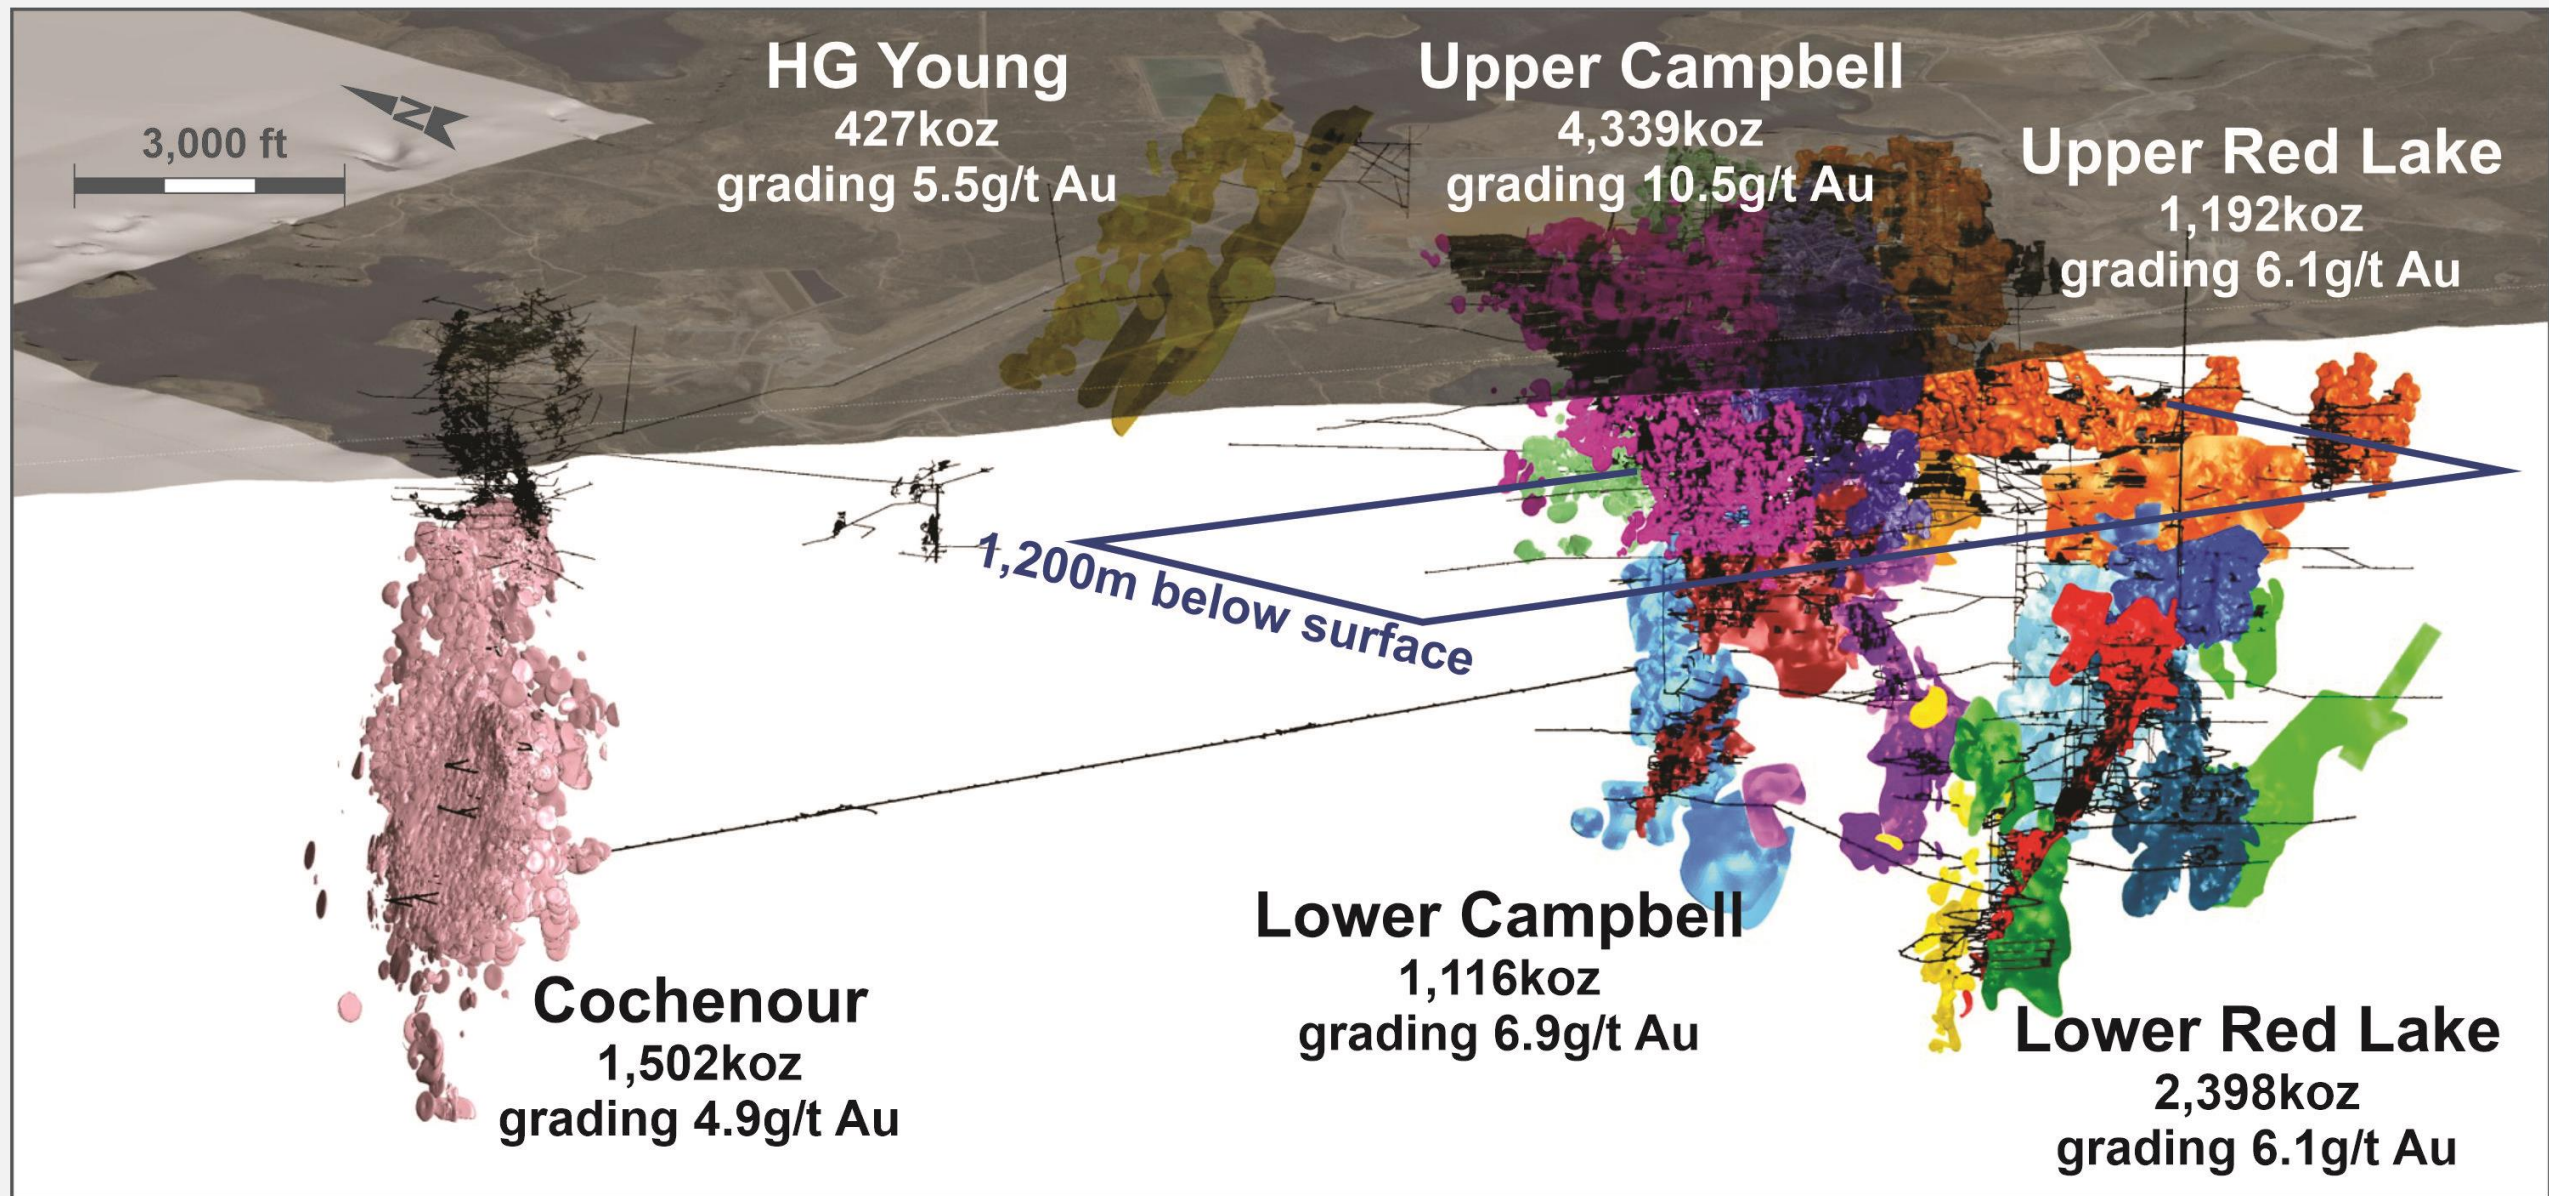 HG Young
427koz
grading 5.5g/t Au
Upper Campbell
4,339koz
grading 10.5g/t Au
Upper Red Lake
1,192koz
grading 6.1g/t Au
N
3,000 ft
1,200m below surface
Cochenour
1,502koz
grading 4.9g/t Au
Lower Campbell
1,116koz
grading 6.9g/t Au
Lower Red Lake
2,398koz
grading 6.1g/t Au